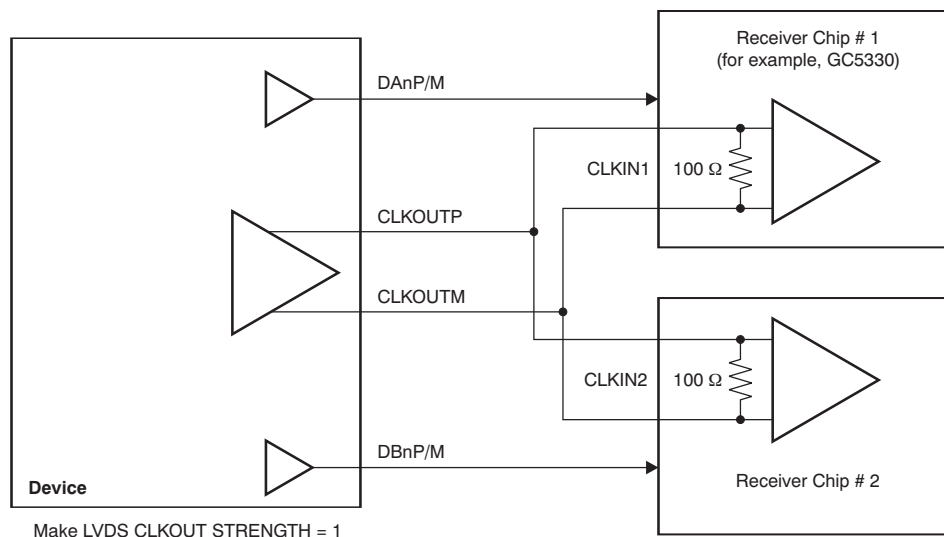 Receiver Chip # 1
(for example, GC5330)
DAnP/M
CLKIN1
100 Ω
CLKOUTP
CLKOUTM
CLKIN2
100 Ω
DBnP/M
Device
Receiver Chip # 2
Make LVDS CLKOUT STRENGTH = 1